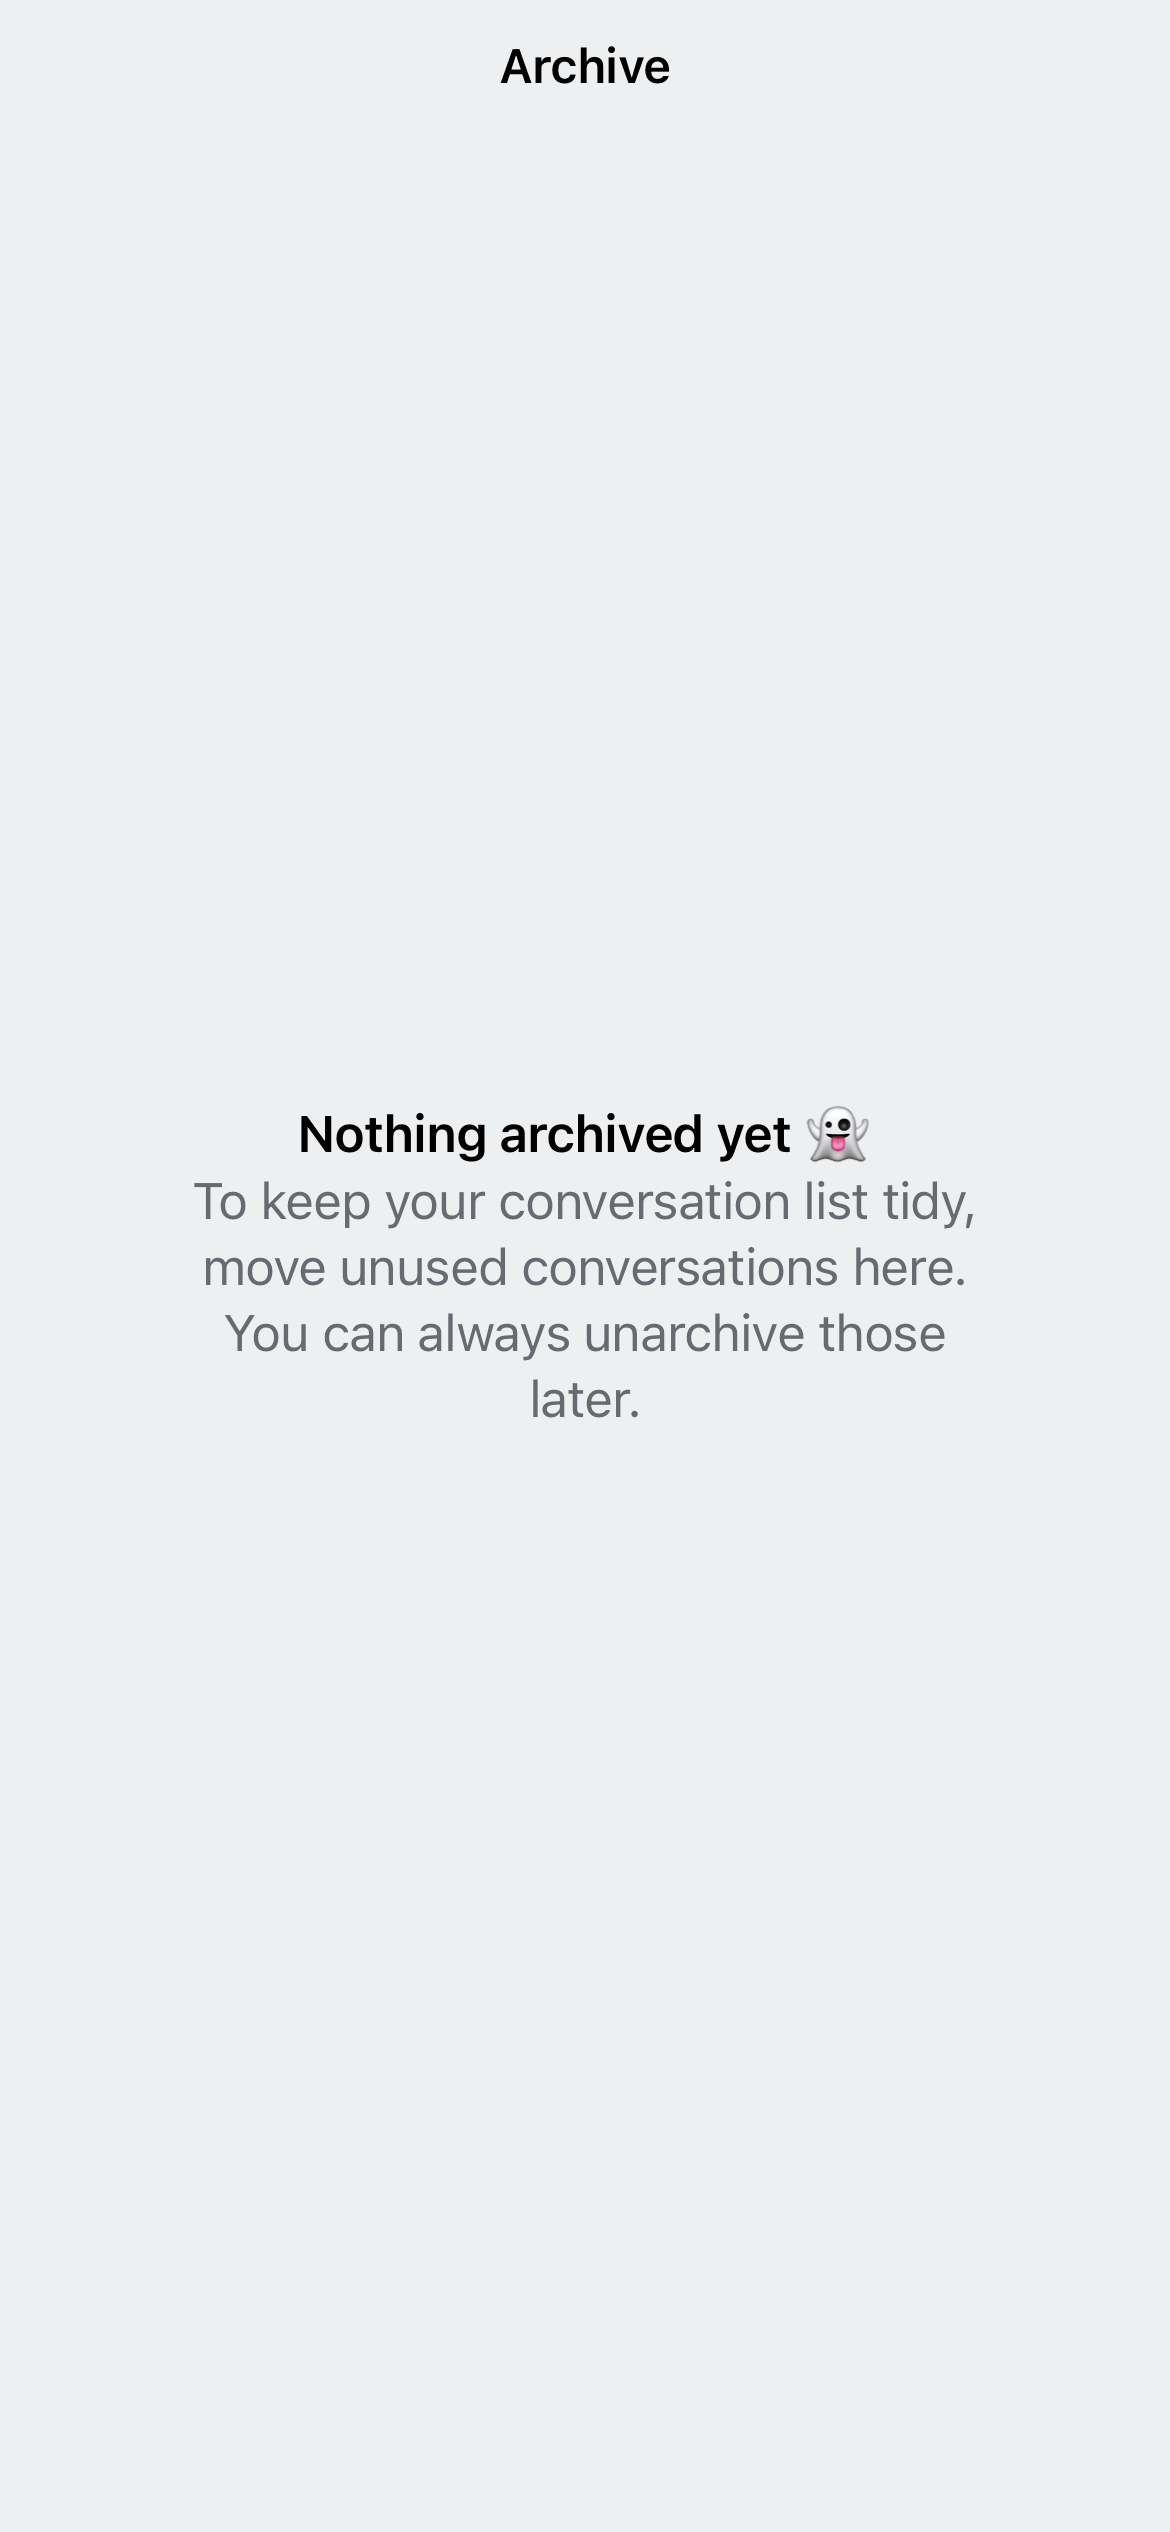 Archive
Nothing archived yet 👻
To keep your conversation list tidy,
move unused conversations here.
You can always unarchive those
later.